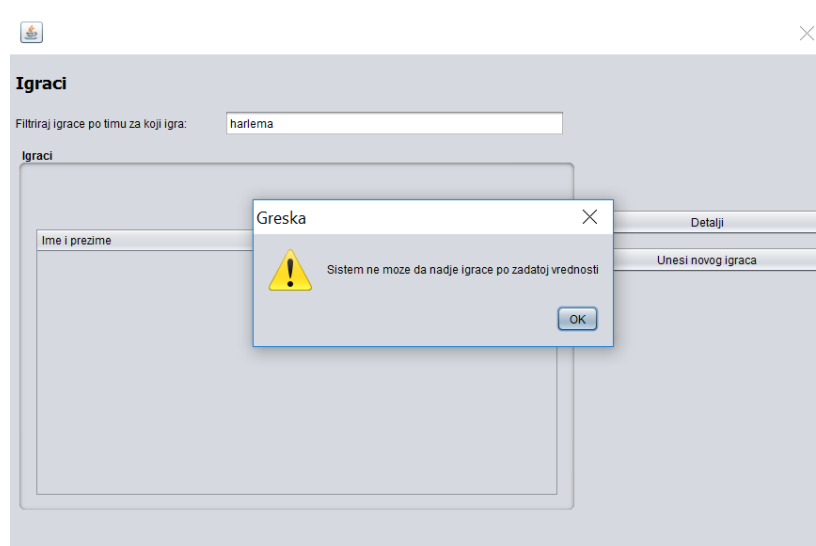 Igraci
Filtriraj igrace po timu za koji igra:
harlema
Igraci
Ime i prezime
Detalji
Unesi novog igraca
Greska
Sistem ne moze da nadje igrace po zadatoj vrednosti
OK